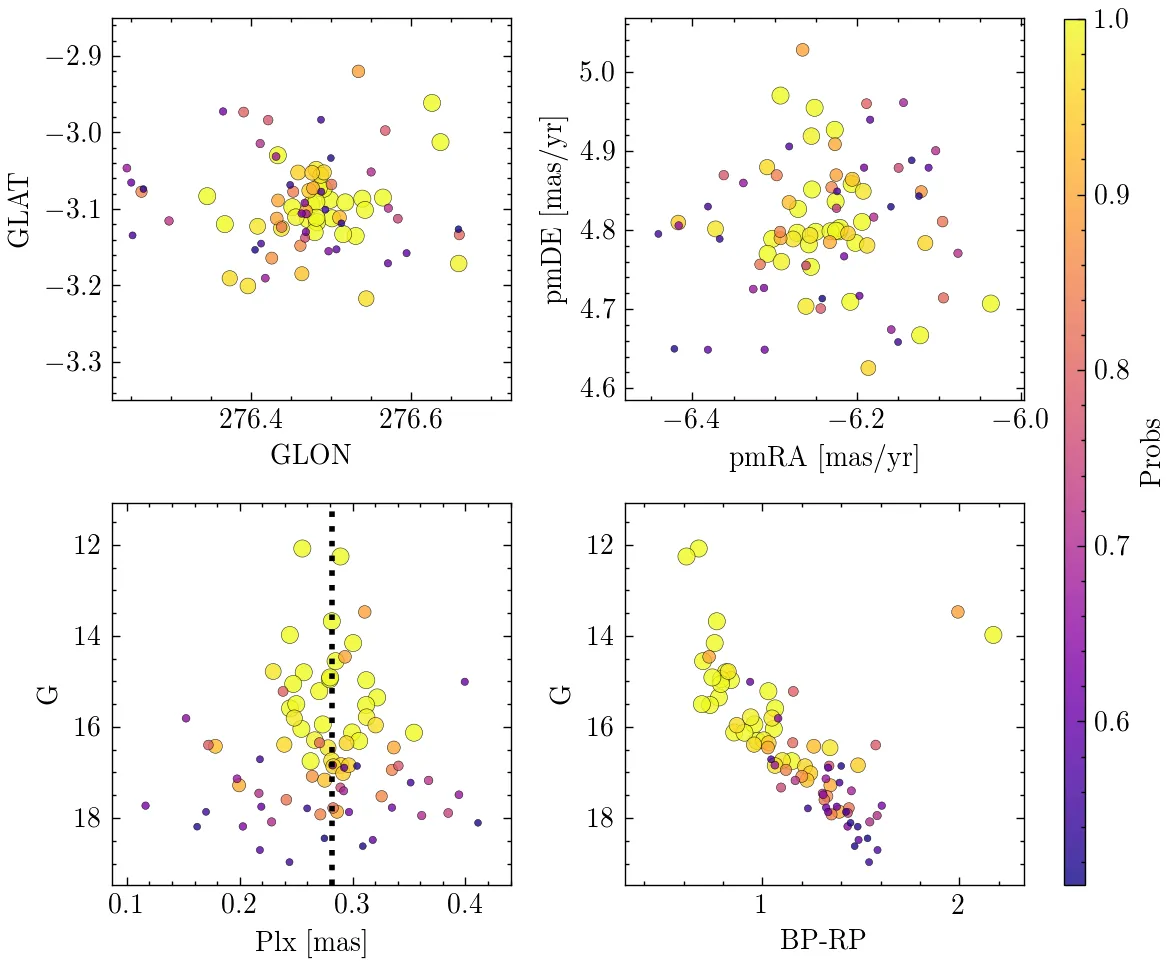 −2.9
−3.0
−3.1
−3.2
−3.3
GLAT
276.4 276.6
GLON
5.0
4.9
4.8
4.7
4.6
pmDE [mas/yr]
−6.4 −6.2 −6.0
pmRA [mas/yr]
12
14
16
18
G
0.1 0.2 0.3 0.4
Plx [mas]
12
14
16
18
G
1 2
BP-RP
1.0
0.9
0.8
0.7
0.6
Probs